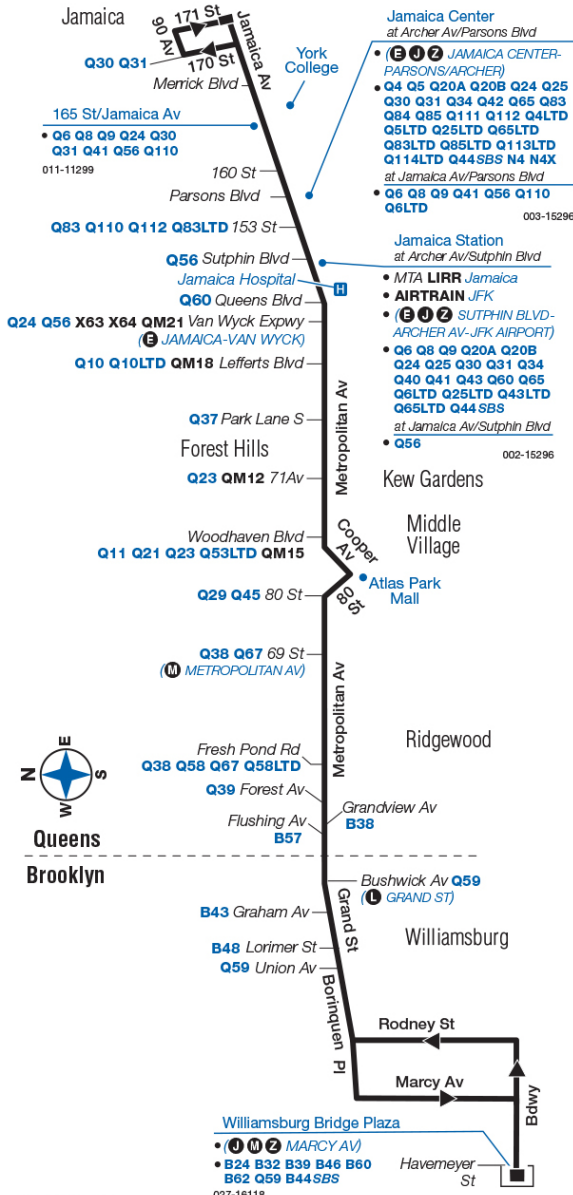 Jamaica
171 St
90 Av
170 St
Jamaica Av
Q30 Q31
Merrick Blvd
York
College
165 St/Jamaica Av
• Q6 Q8 Q9 Q24 Q30
Q31 Q41 Q56 Q110
011-11299
160 St
Parsons Blvd
Q83 Q110 Q112 Q83LTD 153 St
Q56 Sutphin Blvd
Jamaica Hospital
H
Q60 Queens Blvd
Q24 Q56 X63 X64 QM21 Van Wyck Expwy
(E JAMAICA-VAN WYCK)
Q10 Q10LTD QM18 Lefferts Blvd
Q37 Park Lane S
Metropolitan Av
Forest Hills
Q23 QM12 71Av
Kew Gardens
Jamaica Center
at Archer Av/Parsons Blvd
• (E J Z JAMAICA CENTER-
PARSONS/ARCHER)
• Q4 Q5 Q20A Q20B Q24 Q25
Q30 Q31 Q34 Q42 Q65 Q83
Q84 Q85 Q111 Q112 Q4LTD
Q5LTD Q25LTD Q65LTD
Q83LTD Q85LTD Q113LTD
Q114LTD Q44SBS N4 N4X
at Jamaica Av/Parsons Blvd
• Q6 Q8 Q9 Q41 Q56 Q110
Q6LTD
003-15296
Jamaica Station
at Archer Av/Sutphin Blvd
• MTA LIRR Jamaica
• AIRTRAIN JFK
• (E J Z SUTPHIN BLVD-
ARCHER AV-JFK AIRPORT)
• Q6 Q8 Q9 Q20A Q20B
Q24 Q25 Q30 Q31 Q34
Q40 Q41 Q43 Q60 Q65
Q6LTD Q25LTD Q43LTD
Q65LTD Q44SBS
at Jamaica Av/Sutphin Blvd
• Q56
002-15296
Woodhaven Blvd
Q11 Q21 Q23 Q53LTD QM15
Cooper
Av
Middle
Village
Q29 Q45 80 St
80 St
Atlas Park
Mall
Q38 Q67 69 St
(M METROPOLITAN AV)
Metropolitan Av
Ridgewood
Fresh Pond Rd
Q38 Q58 Q67 Q58LTD
Q39 Forest Av
Grandview Av
B38
Flushing Av
B57
E
N
S
W
Queens
Brooklyn
Bushwick Av Q59
(L GRAND ST)
B43 Graham Av
Grand St
B48 Lorimer St
Williamsburg
Q59 Union Av
Borinquen Pl
Rodney St
Marcy Av
Bdwy
Williamsburg Bridge Plaza
• (J M Z MARCY AV)
• B24 B32 B39 B46 B60
B62 Q59 B44SBS
027-16118
Havemeyer
St